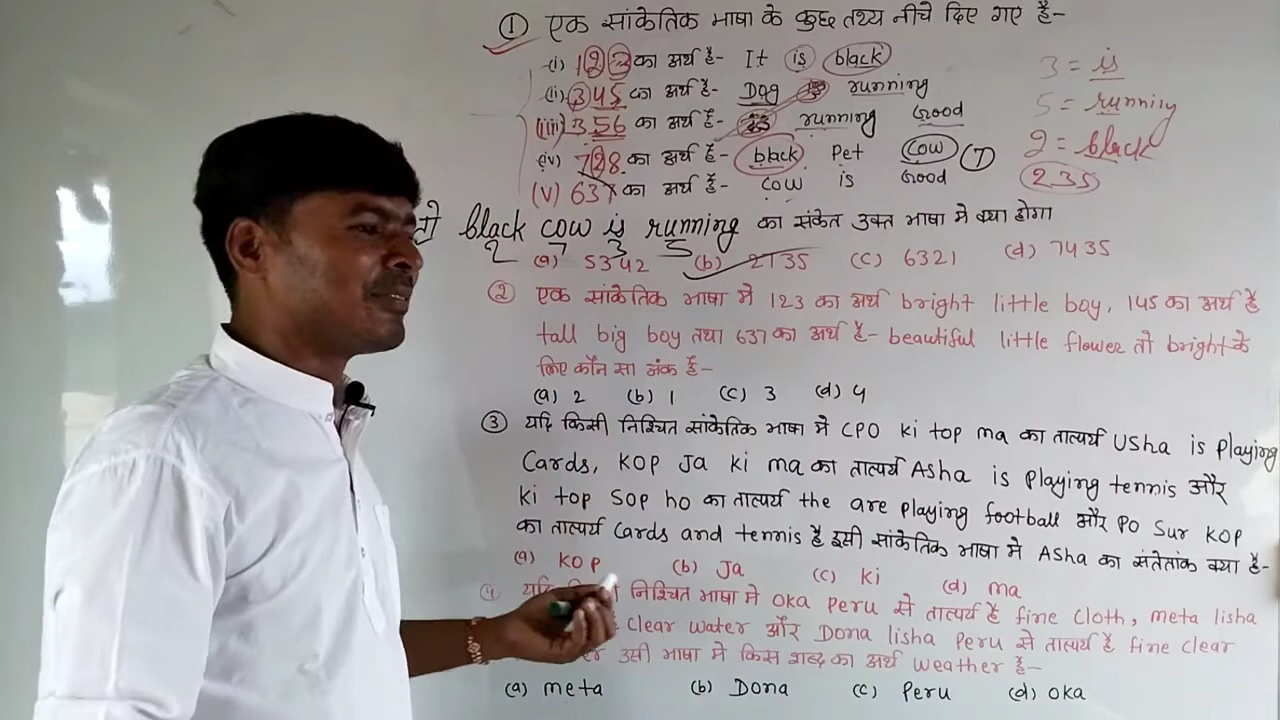 ① एक सांकेतिक भाषा के कुछ तथ्य नीचे दिए गए है-
(i) 123 का अर्थ है- It is black
(ii) 345 का अर्थ है- Dog is running
(iii) 356 का अर्थ है- running Good
(iv) 728 का अर्थ है- black Pet cow
(V) 637 का अर्थ है- cow is Good
3 = is
5 = running
2 = black
235
तो black cow is running का संकेत उक्त भाषा मे क्या होगा
2 7 3 5
(a) 5342 (b) 2735 (c) 6321 (d) 7435
② एक सांकेतिक भाषा मे 123 का अर्थ bright little boy, 145 का अर्थ है
tall big boy तथा 637 का अर्थ है- beautiful little flower तो bright के
लिए कौन सा अंक है-
(a) 2 (b) 1 (c) 3 (d) 4
③ यदि किसी निश्चित सांकेतिक भाषा मे CPO Ki top ma का तात्पर्य Usha is playing
Cards, KOP Ja Ki ma का तात्पर्य Asha is playing tennis और
Ki top Sop ho का तात्पर्य the are playing football और Po Sur KOP
का तात्पर्य Cards and tennis है इसी सांकेतिक भाषा मे Asha का संतेतांक क्या है-
(a) KOP (b) Ja (c) Ki (d) ma
④ यदि निश्चित भाषा मे Oka Peru से तात्पर्य है fine cloth, meta lisha
clear water और Dona lisha Peru से तात्पर्य है fine clear
उसी भाषा मे किस शब्द का अर्थ weather है-
(a) meta (b) Dona (c) Peru (d) Oka